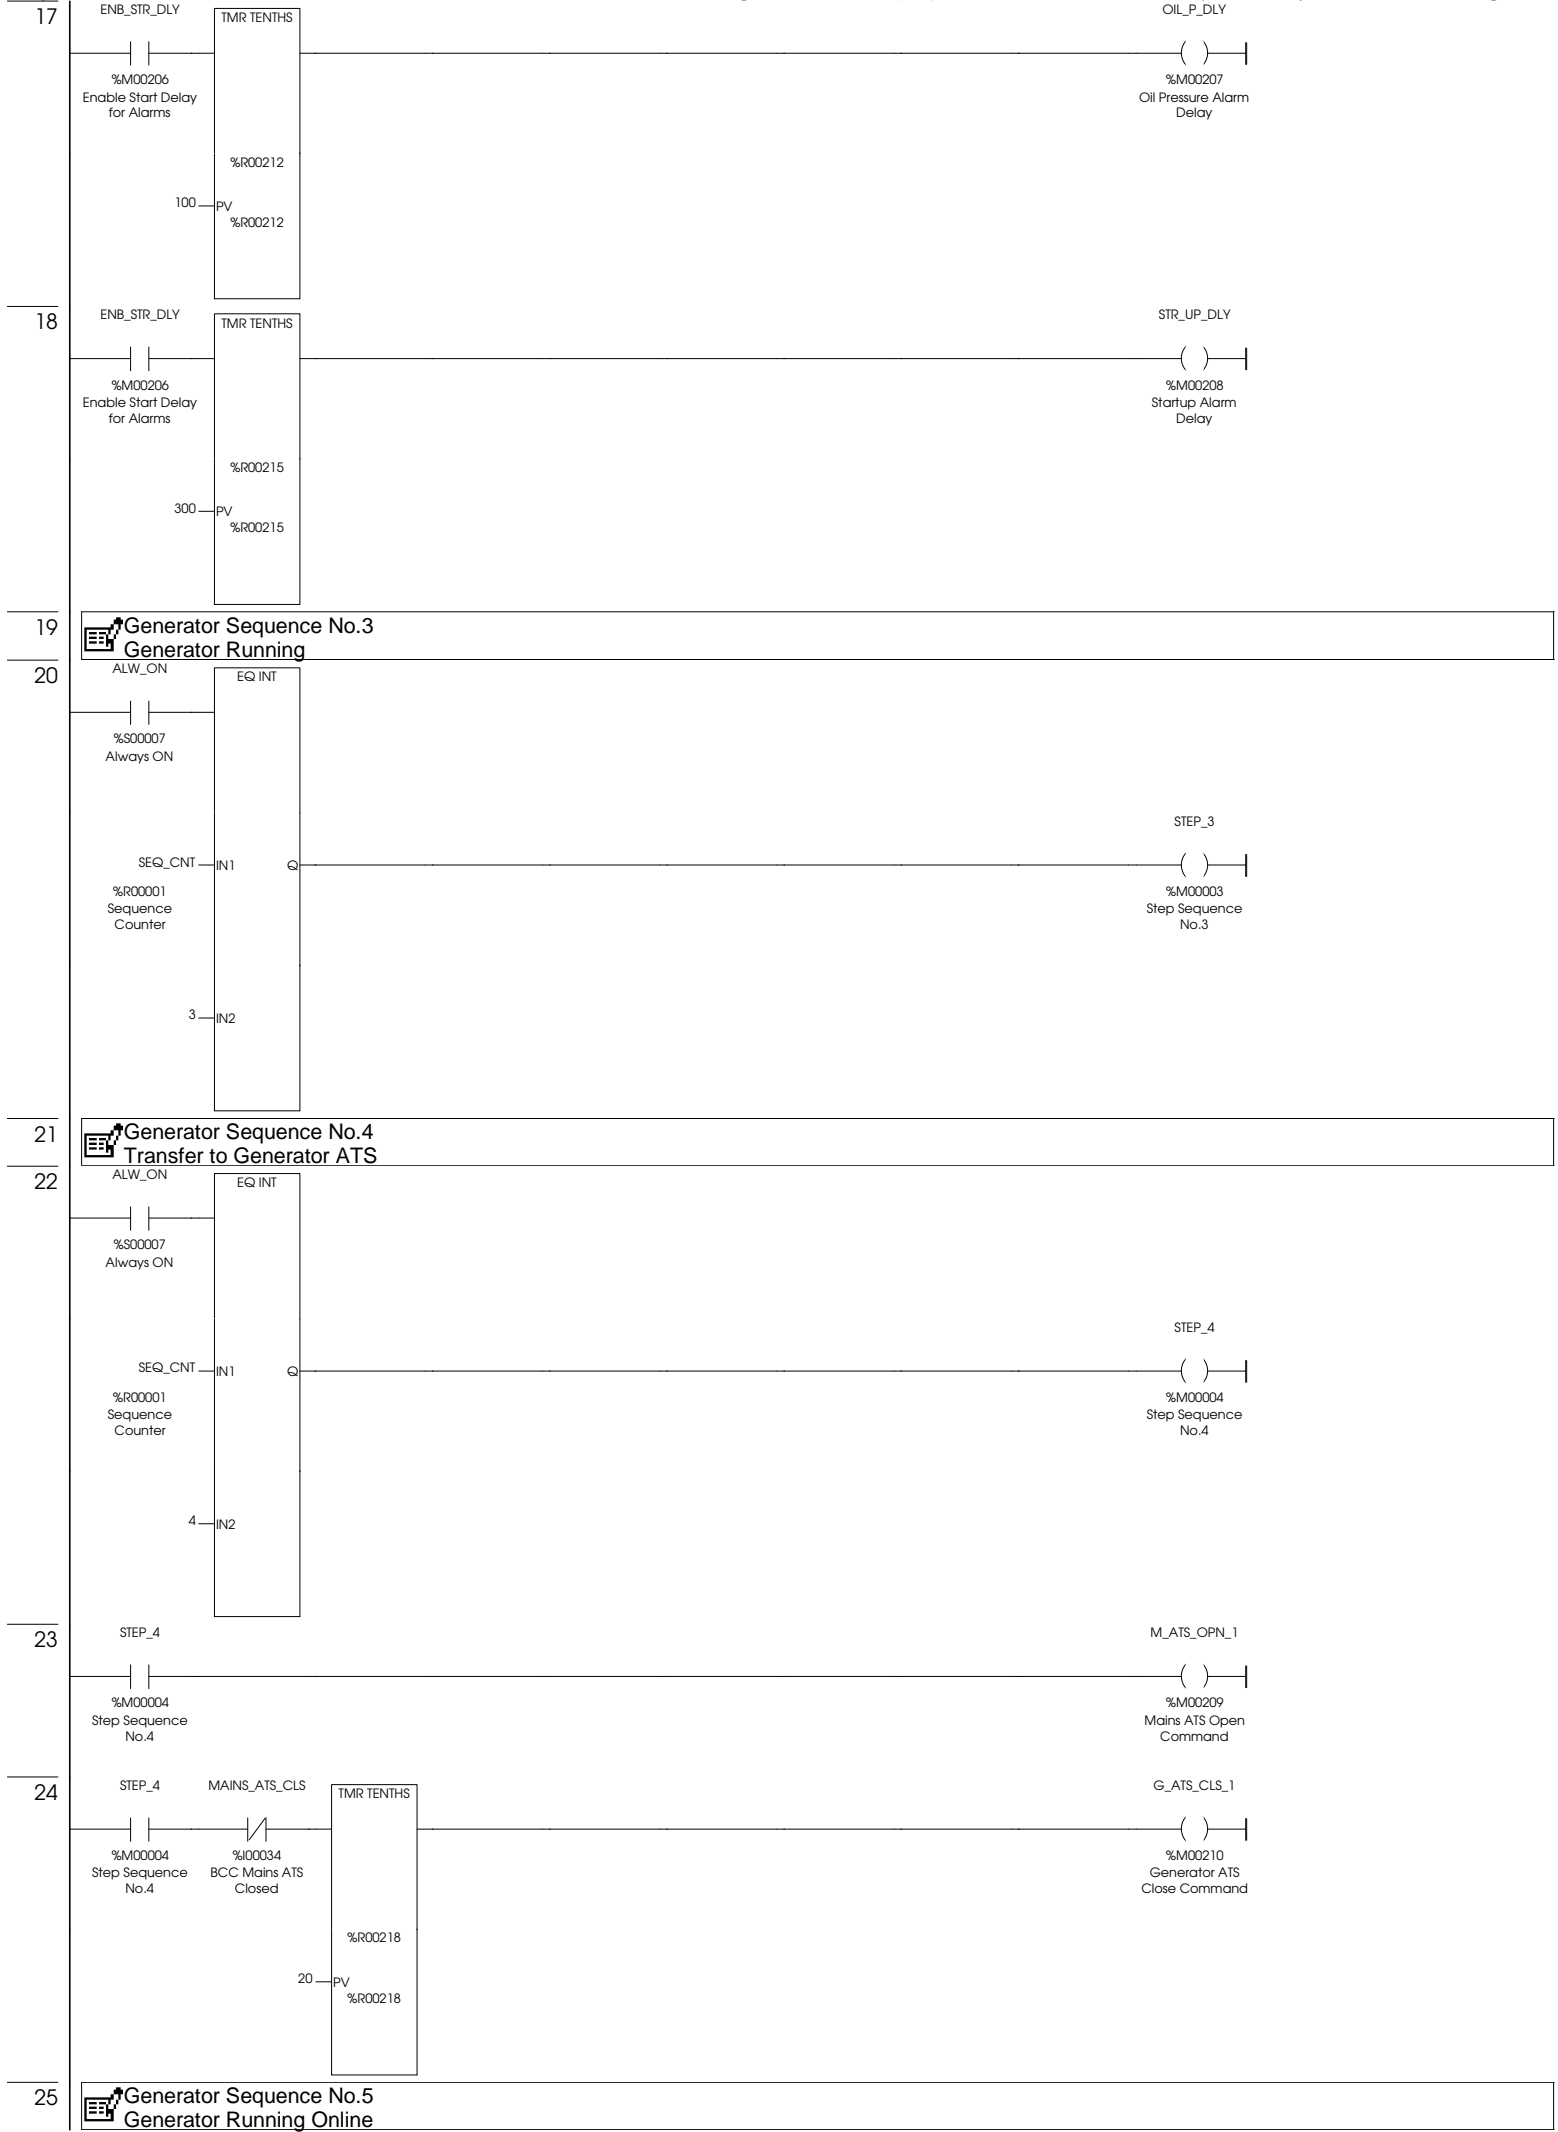 17
ENB_STR_DLY
TMR TENTHS
OIL_P_DLY
%M00206
Enable Start Delay
for Alarms
%M00207
Oil Pressure Alarm
Delay
%R00212
100
PV
%R00212
18
ENB_STR_DLY
TMR TENTHS
STR_UP_DLY
%M00206
Enable Start Delay
for Alarms
%M00208
Startup Alarm
Delay
%R00215
300
PV
%R00215
19
Generator Sequence No.3
Generator Running
20
ALW_ON
EQ INT
%S00007
Always ON
STEP_3
SEQ_CNT
IN1
Q
%R00001
Sequence
Counter
%M00003
Step Sequence
No.3
3
IN2
21
Generator Sequence No.4
Transfer to Generator ATS
22
ALW_ON
EQ INT
%S00007
Always ON
STEP_4
SEQ_CNT
IN1
Q
%R00001
Sequence
Counter
%M00004
Step Sequence
No.4
4
IN2
23
STEP_4
M_ATS_OPN_1
%M00004
Step Sequence
No.4
%M00209
Mains ATS Open
Command
24
STEP_4
MAINS_ATS_CLS
TMR TENTHS
G_ATS_CLS_1
%M00004
Step Sequence
No.4
%I00034
BCC Mains ATS
Closed
%M00210
Generator ATS
Close Command
%R00218
20
PV
%R00218
25
Generator Sequence No.5
Generator Running Online